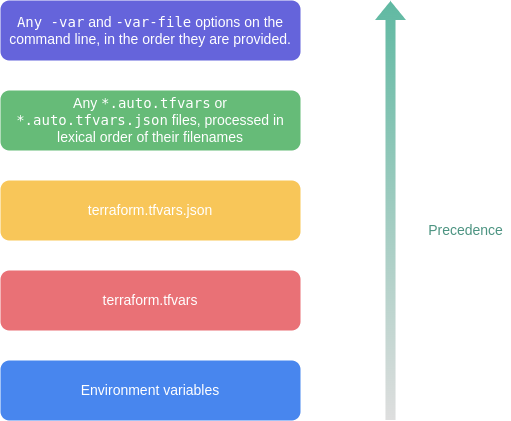 Any -var and -var-file options on the
command line, in the order they are provided.
Any *.auto.tfvars or
*.auto.tfvars.json files, processed in
lexical order of their filenames
terraform.tfvars.json
Precedence
terraform.tfvars
Environment variables